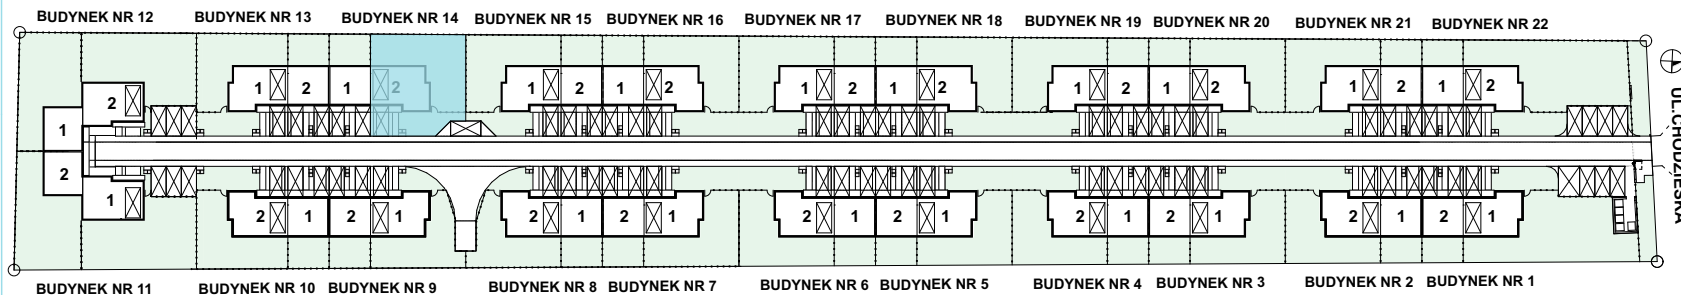 BUDYNEK NR 12 BUDYNEK NR 13 BUDYNEK NR 14 BUDYNEK NR 15 BUDYNEK NR 16 BUDYNEK NR 17 BUDYNEK NR 18 BUDYNEK NR 19 BUDYNEK NR 20 BUDYNEK NR 21 BUDYNEK NR 22
1 2 1 2 1 2 1 2 1 2 1 2 1 2 1 2 1 2 1 2
2
1
2
1
2 1 2 1 2 1 2 1 2 1 2 1 2 1 2 1 2 1 2 1
UL.CHODZIESKA
BUDYNEK NR 11 BUDYNEK NR 10 BUDYNEK NR 9 BUDYNEK NR 8 BUDYNEK NR 7 BUDYNEK NR 6 BUDYNEK NR 5 BUDYNEK NR 4 BUDYNEK NR 3 BUDYNEK NR 2 BUDYNEK NR 1